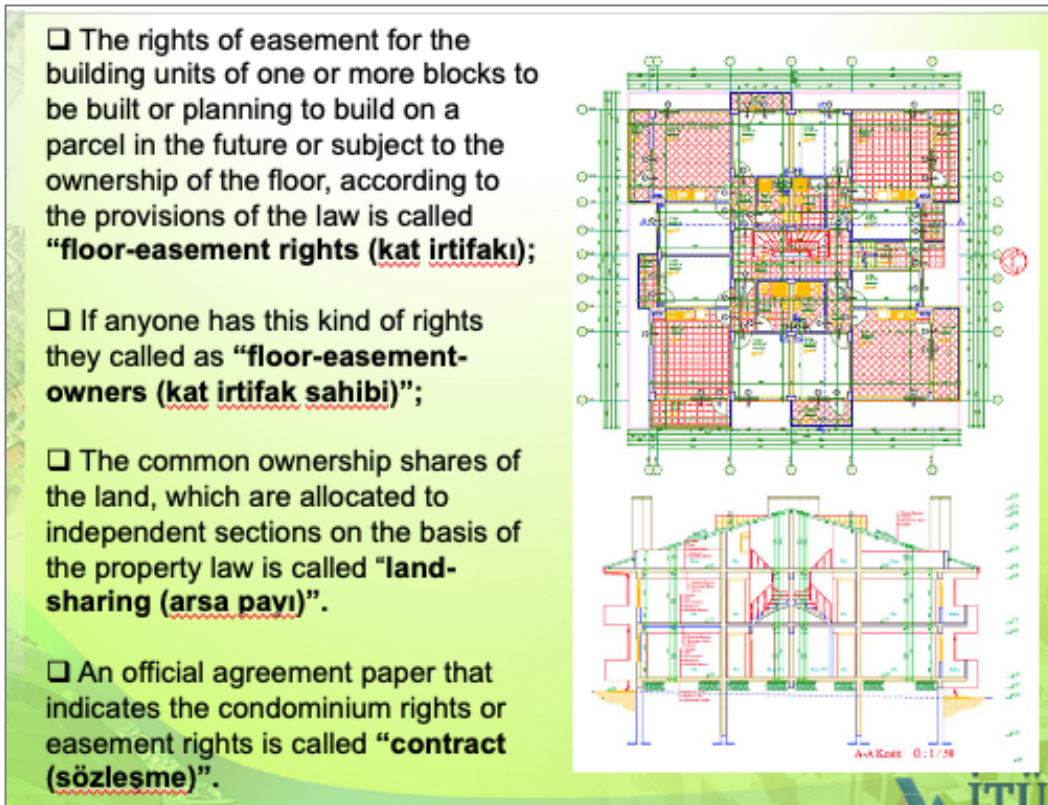 ❑ The rights of easement for the
building units of one or more blocks to
be built or planning to build on a
parcel in the future or subject to the
ownership of the floor, according to
the provisions of the law is called
“floor-easement rights (kat irtifakı);
❑ If anyone has this kind of rights
they called as “floor-easement-
owners (kat irtifak sahibi)”;
❑ The common ownership shares of
the land, which are allocated to
independent sections on the basis of
the property law is called “land-
sharing (arsa payı)”.
❑ An official agreement paper that
indicates the condominium rights or
easement rights is called “contract
(sözleşme)”.
A-A Kesiti Ö : 1 / 50
İTÜ